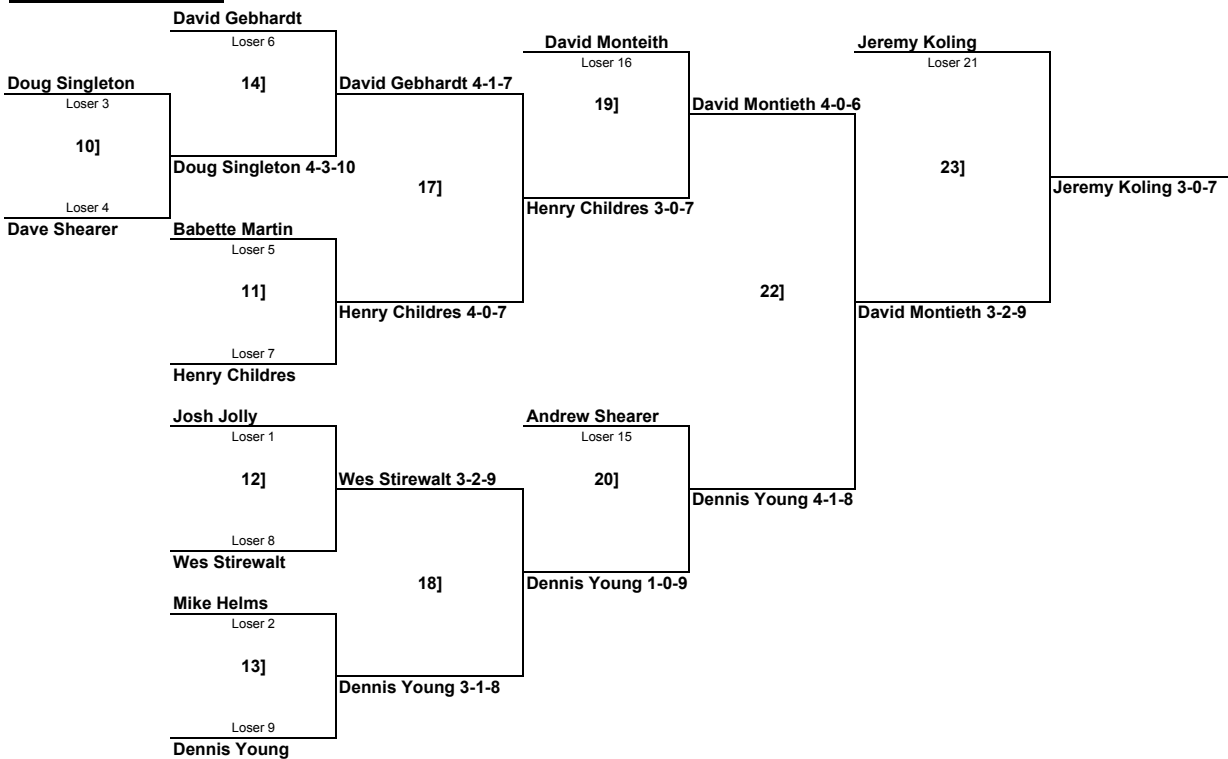 David Gebhardt
Loser 6
David Monteith
Jeremy Koling
Loser 16
Loser 21
Doug Singleton
14]
David Gebhardt 4-1-7
Loser 3
19]
David Montieth 4-0-6
10]
Doug Singleton 4-3-10
23]
17]
Jeremy Koling 3-0-7
Loser 4
Henry Childres 3-0-7
Dave Shearer
Babette Martin
Loser 5
11]
22]
Henry Childres 4-0-7
David Montieth 3-2-9
Loser 7
Henry Childres
Josh Jolly
Andrew Shearer
Loser 1
Loser 15
12]
Wes Stirewalt 3-2-9
20]
Dennis Young 4-1-8
Loser 8
Wes Stirewalt
18]
Dennis Young 1-0-9
Mike Helms
Loser 2
13]
Dennis Young 3-1-8
Loser 9
Dennis Young